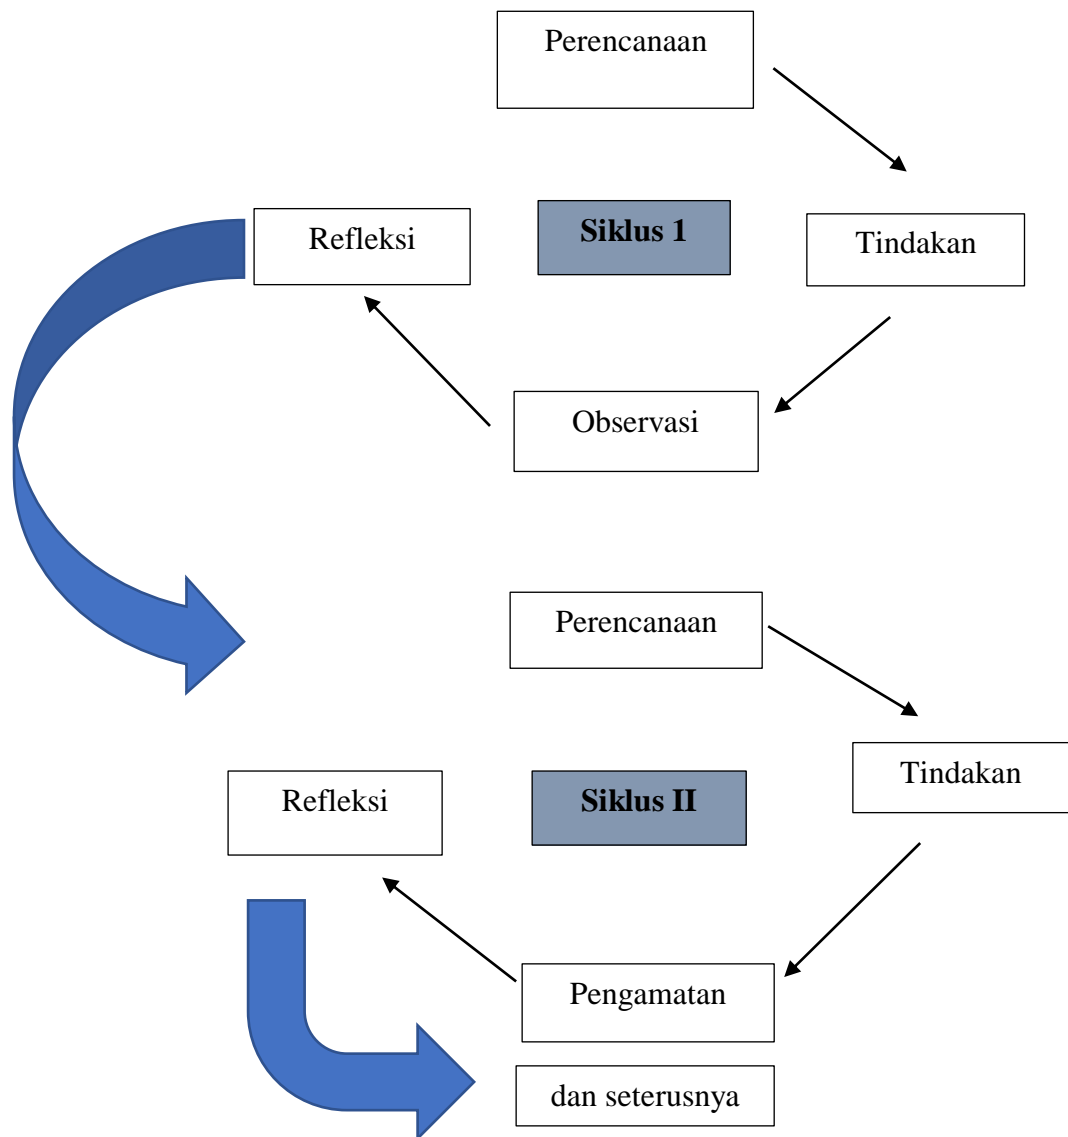 Perencanaan
Refleksi
Siklus 1
Tindakan
Observasi
Perencanaan
Tindakan
Refleksi
Siklus II
Pengamatan
dan seterusnya